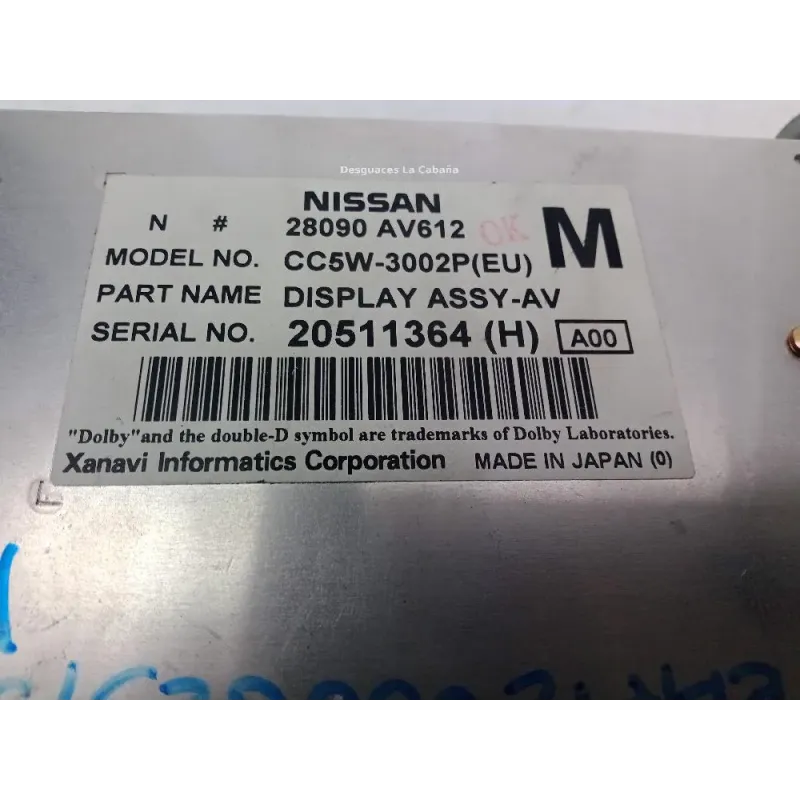 Desguaces La Cabaña
NISSAN
N # 28090 AV612 OK M
MODEL NO. CC5W-3002P(EU)
PART NAME DISPLAY ASSY-AV
SERIAL NO. 20511364 (H) A00
"Dolby"and the double-D symbol are trademarks of Dolby Laboratories.
Xanavi Informatics Corporation MADE IN JAPAN (0)